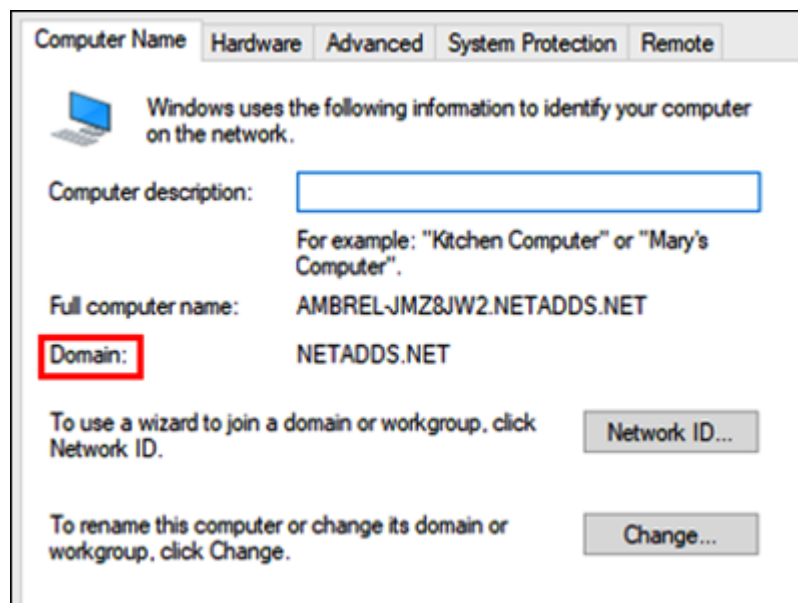 Computer Name Hardware Advanced System Protection Remote
Windows uses the following information to identify your computer
on the network.
Computer description:
For example: "Kitchen Computer" or "Mary's
Computer".
Full computer name: AMBREL-JMZ8JW2.NETADDS.NET
Domain: NETADDS.NET
To use a wizard to join a domain or workgroup, click
Network ID.
Network ID...
To rename this computer or change its domain or
workgroup, click Change.
Change...